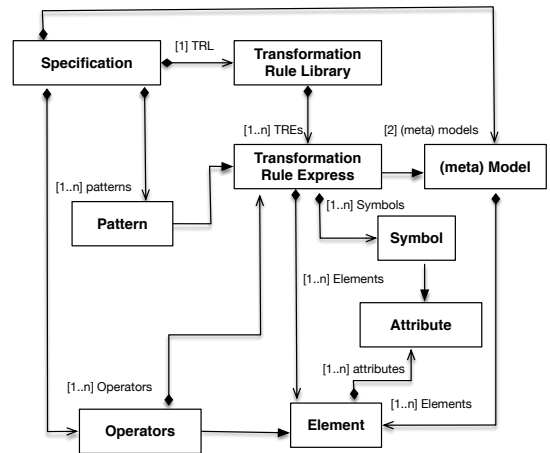 [1] TRL
Specification
Transformation
Rule Library
[1..n] TREs
[2] (meta) models
Transformation
Rule Express
(meta) Model
[1..n] patterns
[1..n] Symbols
Pattern
Symbol
[1..n] Elements
Attribute
[1..n] attributes
[1..n] Operators
[1..n] Elements
Operators
Element